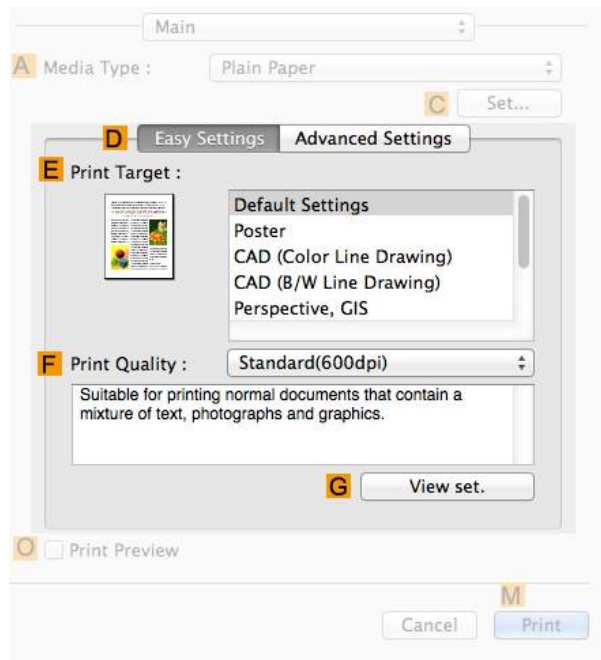 Main
A Media Type : Plain Paper
C Set...
D Easy Settings Advanced Settings
E Print Target :
Default Settings
Poster
CAD (Color Line Drawing)
CAD (B/W Line Drawing)
Perspective, GIS
F Print Quality : Standard(600dpi)
Suitable for printing normal documents that contain a
mixture of text, photographs and graphics.
G View set.
O Print Preview
M
Cancel Print